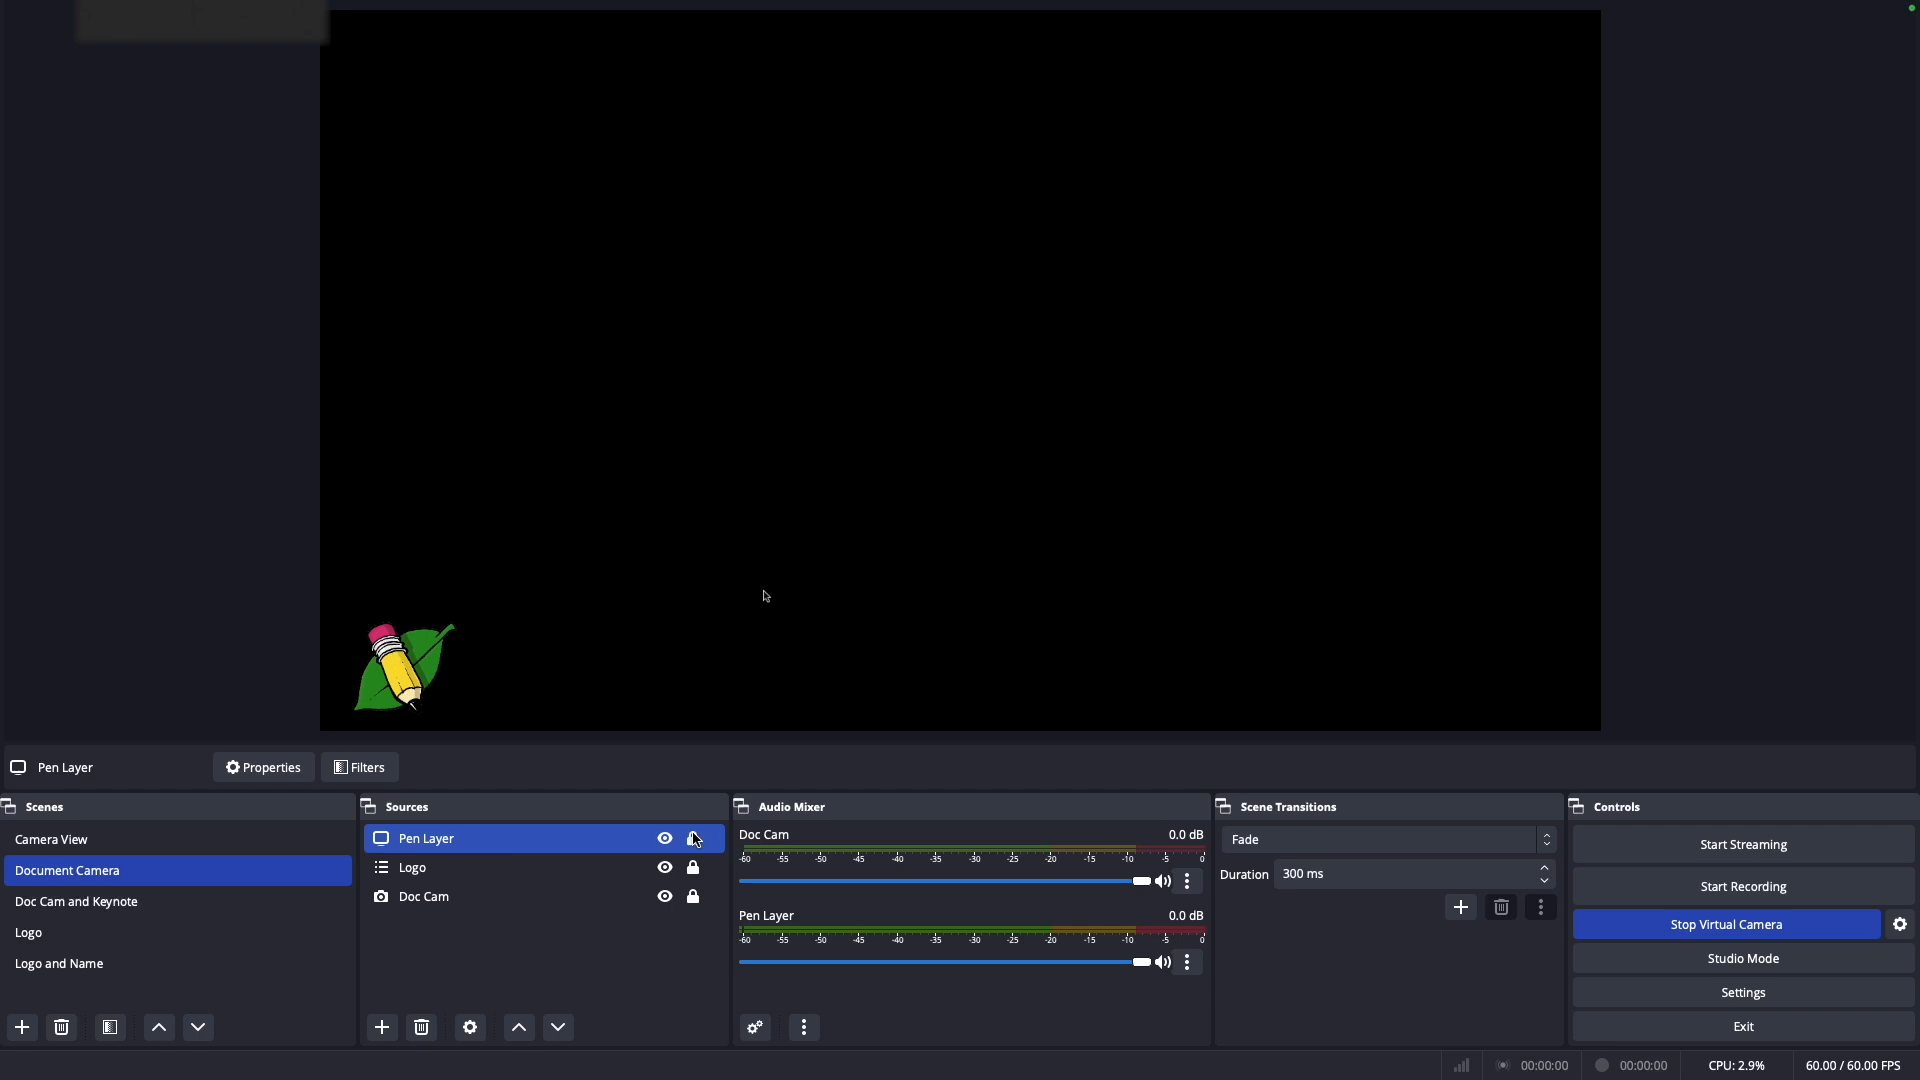 Pen Layer
Properties
Filters
Scenes
Camera View
Document Camera
Doc Cam and Keynote
Logo
Logo and Name
Sources
Pen Layer
Logo
Doc Cam
Audio Mixer
Doc Cam 0.0 dB
-60 -55 -50 -45 -40 -35 -30 -25 -20 -15 -10 -5 0
Pen Layer 0.0 dB
-60 -55 -50 -45 -40 -35 -30 -25 -20 -15 -10 -5 0
Scene Transitions
Fade
Duration 300 ms
Controls
Start Streaming
Start Recording
Stop Virtual Camera
Studio Mode
Settings
Exit
00:00:00 00:00:00 CPU: 2.9% 60.00 / 60.00 FPS